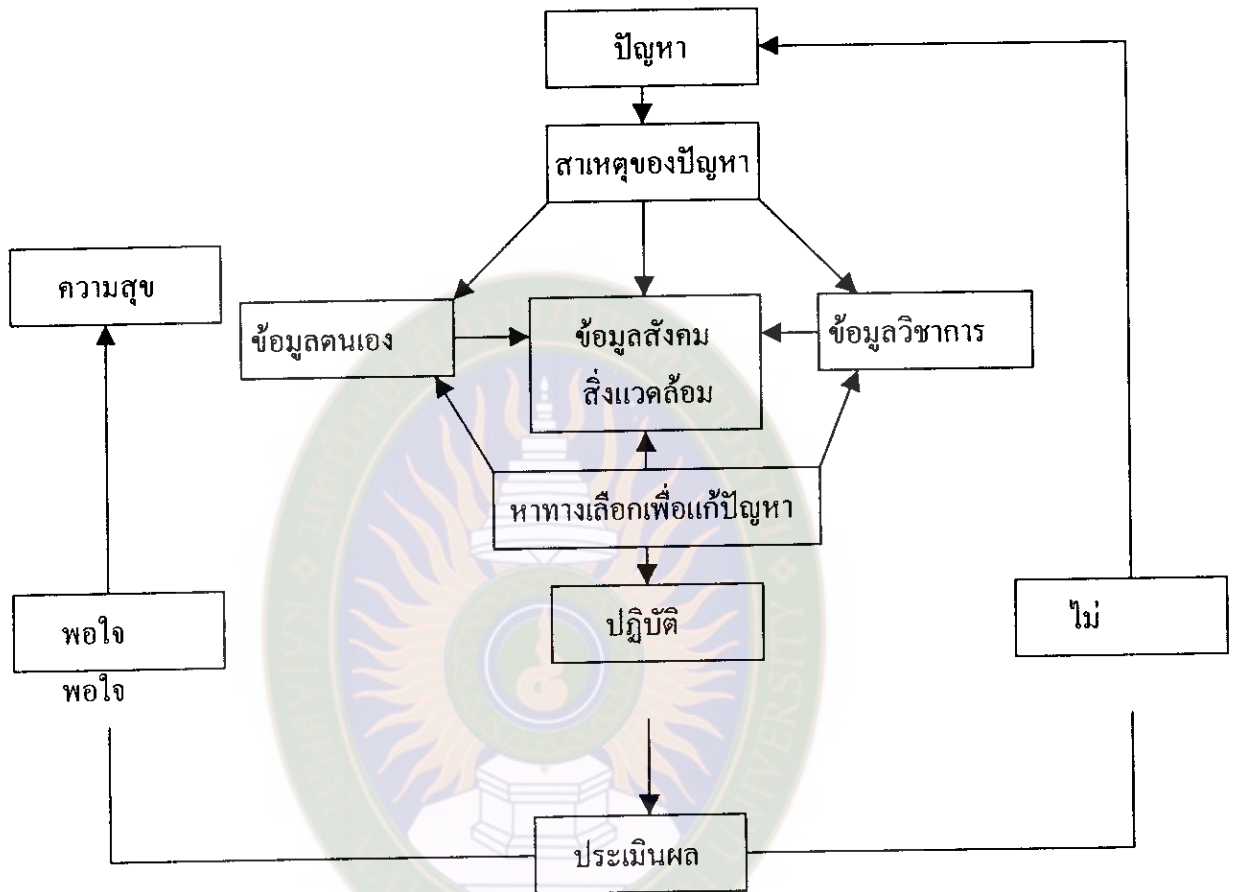 ปัญหา
สาเหตุของปัญหา
ความสุข
ข้อมูลตนเอง
ข้อมูลสังคม
สิ่งแวดล้อม
ข้อมูลวิชาการ
หาทางเลือกเพื่อแก้ปัญหา
พอใจ
ปฏิบัติ
ไม่
พอใจ
ประเมินผล
UNIVERSITY